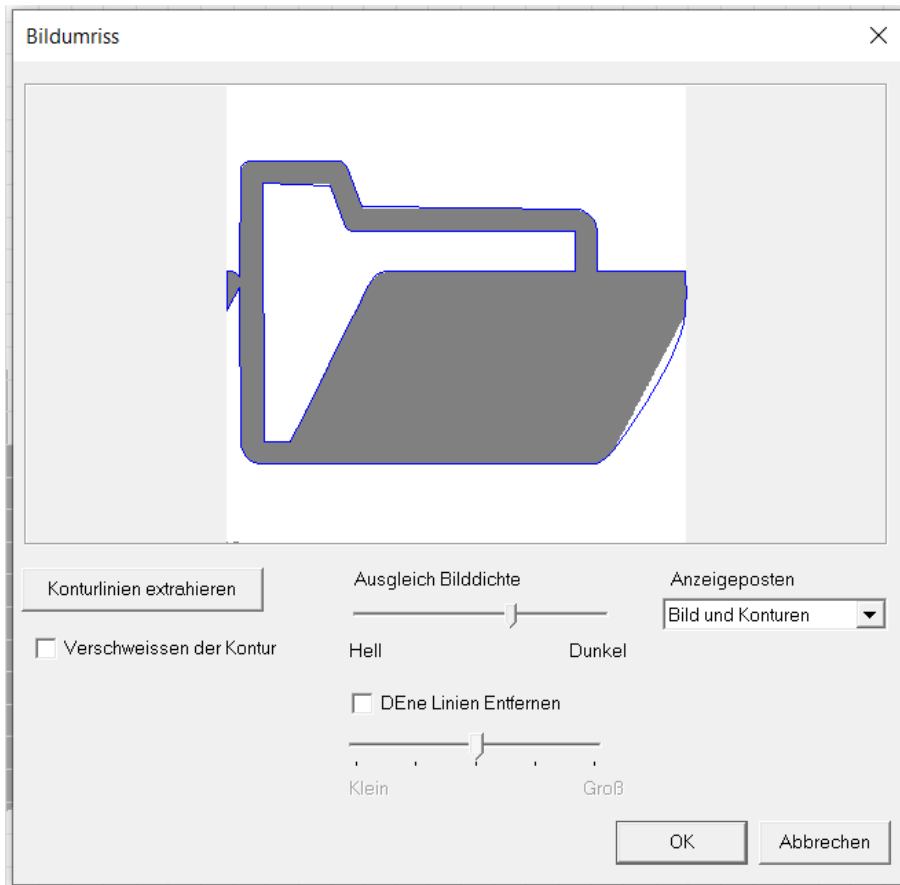 Bildumriss
Konturlinien extrahieren
Verschweissen der Kontur
Ausgleich Bilddichte
Hell Dunkel
DEne Linien Entfernen
Klein Groß
Anzeigeposten
Bild und Konturen
OK Abbrechen